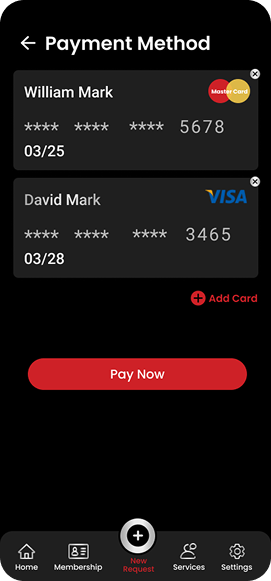 Payment Method
William Mark
MasterCard
**** **** **** 5678
03/25
David Mark
VISA
**** **** **** 3465
03/28
Add Card
Pay Now
Home
Membership
New
Request
Services
Settings